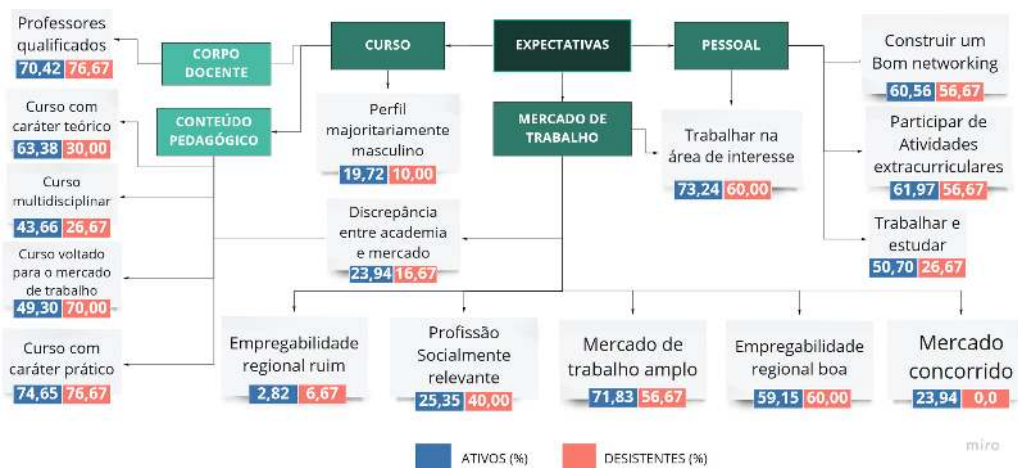 Professores
qualificados
70,42 76,67
CORPO
DOCENTE
CURSO
EXPECTATIVAS
PESSOAL
Construir um
Bom networking
60,56 56,67
Curso com
caráter teórico
63,38 30,00
CONTEÚDO
PEDAGÓGICO
Perfil
majoritariamente
masculino
19,72 10,00
MERCADO DE
TRABALHO
Trabalhar na
área de interesse
73,24 60,00
Participar de
Atividades
extracurriculares
61,97 56,67
Curso
multidisciplinar
43,66 26,67
Discrepância
entre academia
e mercado
23,94 16,67
Trabalhar e
estudar
50,70 26,67
Curso voltado
para o mercado
de trabalho
49,30 70,00
Curso com
caráter prático
74,65 76,67
Empregabilidade
regional ruim
2,82 6,67
Profissão
Socialmente
relevante
25,35 40,00
Mercado de
trabalho amplo
71,83 56,67
Empregabilidade
regional boa
59,15 60,00
Mercado
concorrido
23,94 0,0
ATIVOS (%)
DESISTENTES (%)
miro